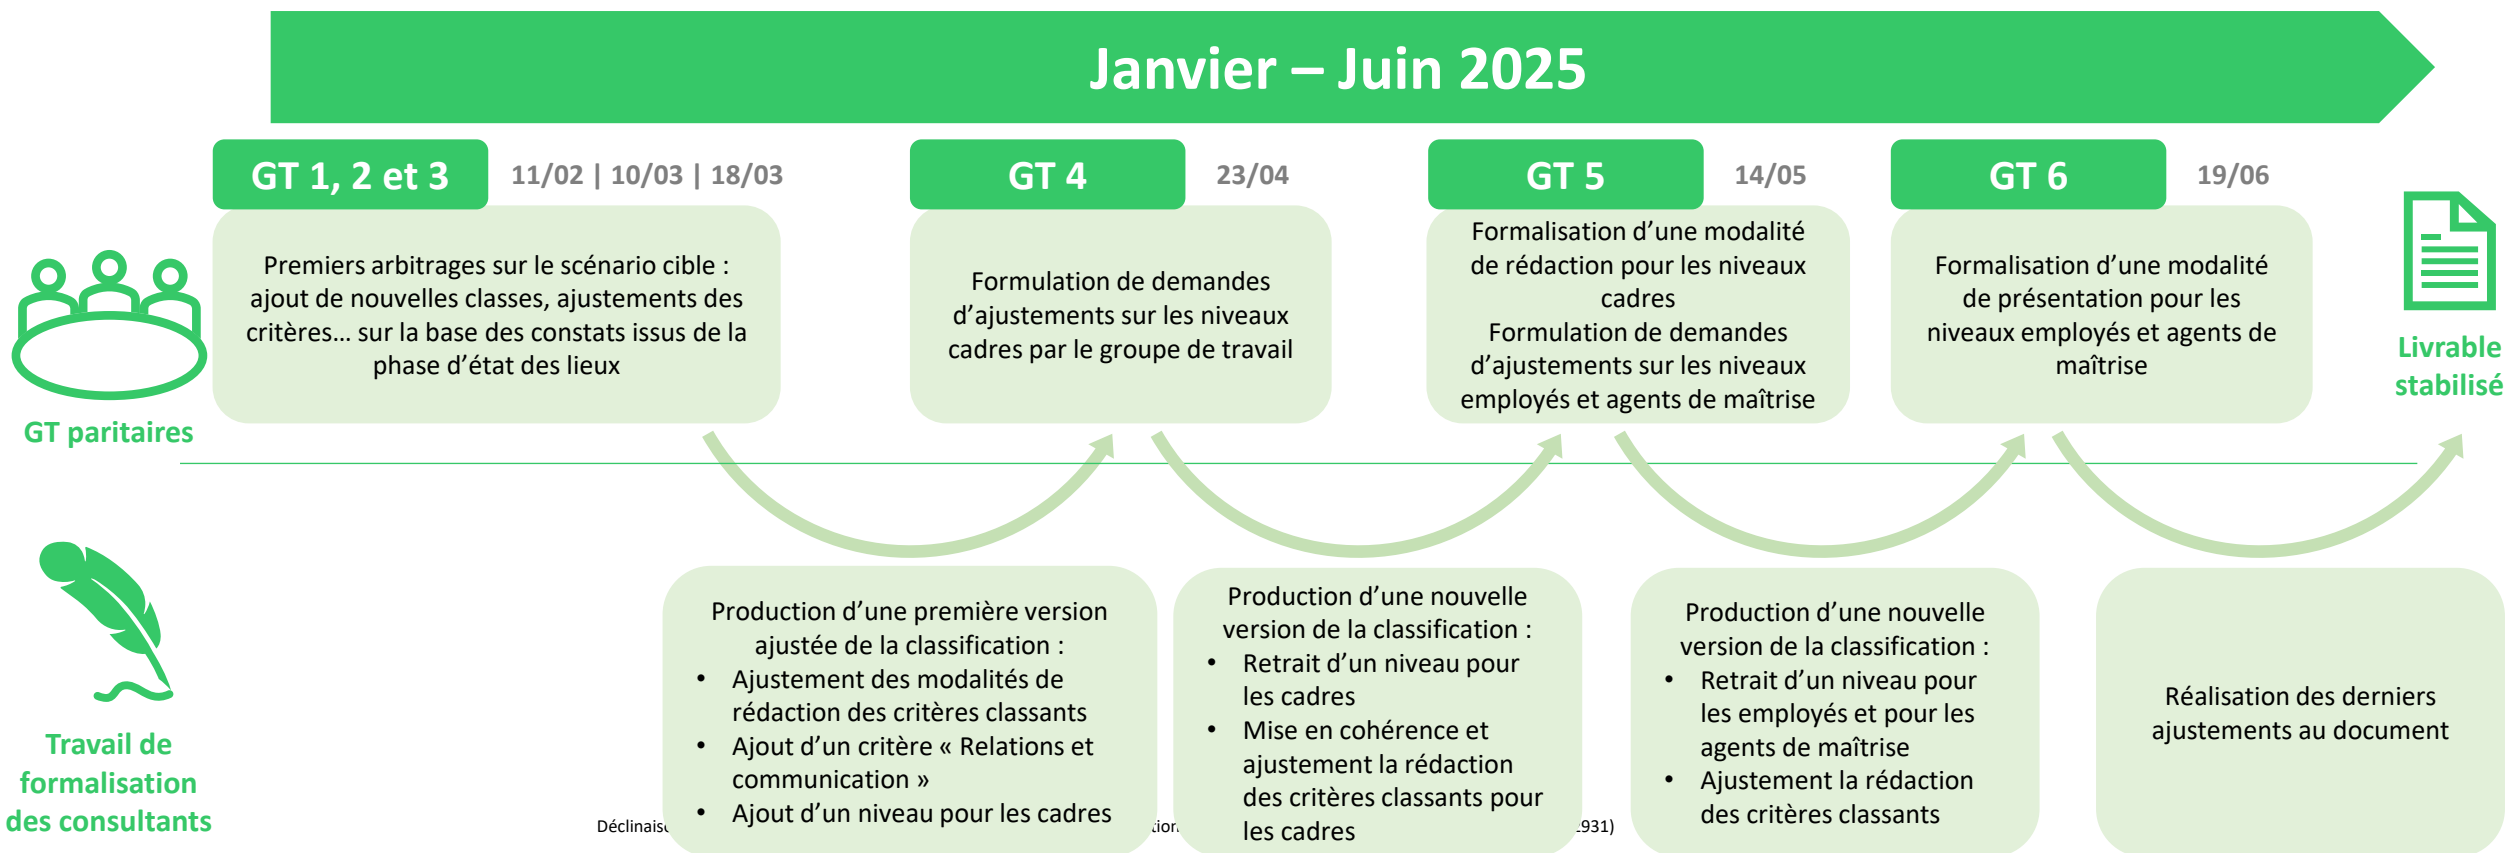 Janvier – Juin 2025
GT 1, 2 et 3
11/02 | 10/03 | 18/03
GT 4
23/04
GT 5
14/05
GT 6
19/06
Premiers arbitrages sur le scénario cible :
ajout de nouvelles classes, ajustements des
critères… sur la base des constats issus de la
phase d’état des lieux
Formulation de demandes
d’ajustements sur les niveaux
cadres par le groupe de travail
Formalisation d’une modalité
de rédaction pour les niveaux
cadres
Formulation de demandes
d’ajustements sur les niveaux
employés et agents de maîtrise
Formalisation d’une modalité
de présentation pour les
niveaux employés et agents de
maîtrise
Livrable
stabilisé
GT paritaires
Travail de
formalisation
des consultants
Production d’une première version
ajustée de la classification :
• Ajustement des modalités de
rédaction des critères classants
• Ajout d’un critère « Relations et
communication »
• Ajout d’un niveau pour les cadres
Production d’une nouvelle
version de la classification :
• Retrait d’un niveau pour
les cadres
• Mise en cohérence et
ajustement la rédaction
des critères classants pour
les cadres
Production d’une nouvelle
version de la classification :
• Retrait d’un niveau pour
les employés et pour les
agents de maîtrise
• Ajustement la rédaction
des critères classants
Réalisation des derniers
ajustements au document
931)